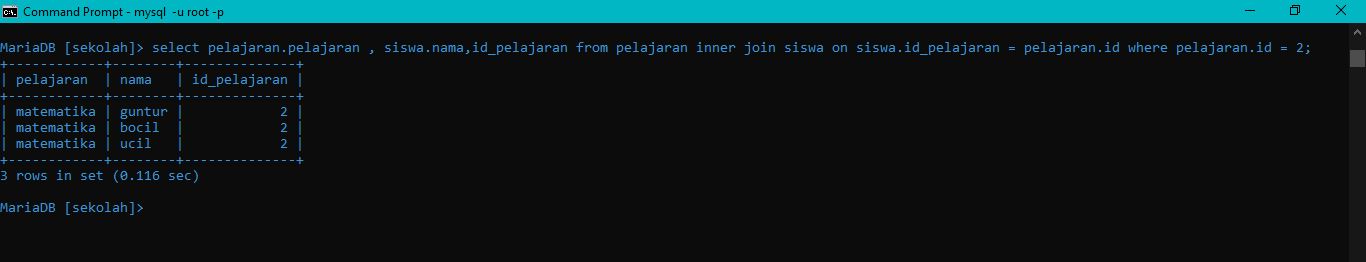 Command Prompt - mysql  -u root -p
MariaDB [sekolah]> select pelajaran.pelajaran , siswa.nama,id_pelajaran from pelajaran inner join siswa on siswa.id_pelajaran = pelajaran.id where pelajaran.id = 2;
+------------+--------+--------------+
| pelajaran  | nama   | id_pelajaran |
+------------+--------+--------------+
| matematika | guntur |            2 |
| matematika | bocil  |            2 |
| matematika | ucil   |            2 |
+------------+--------+--------------+
3 rows in set (0.116 sec)
MariaDB [sekolah]>